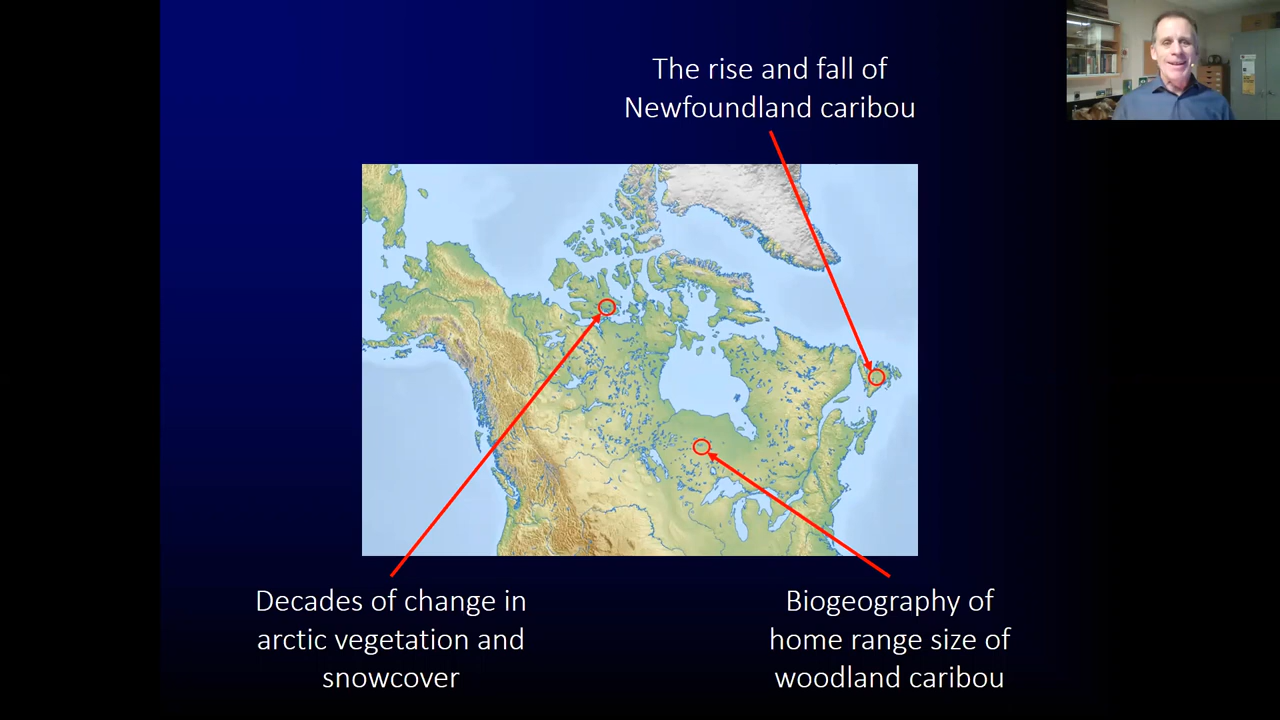 The rise and fall of
Newfoundland caribou
Decades of change in
arctic vegetation and
snowcover
Biogeography of
home range size of
woodland caribou